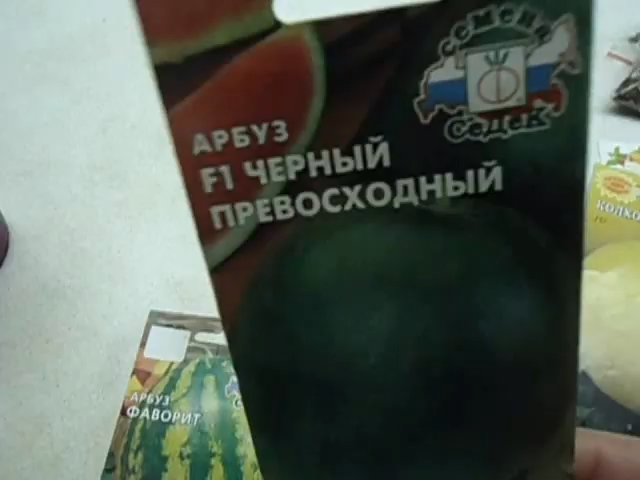 Семена
СеДеК
АРБУЗ
F1 ЧЕРНЫЙ
ПРЕВОСХОДНЫЙ
АРБУЗ
ФАВОРИТ